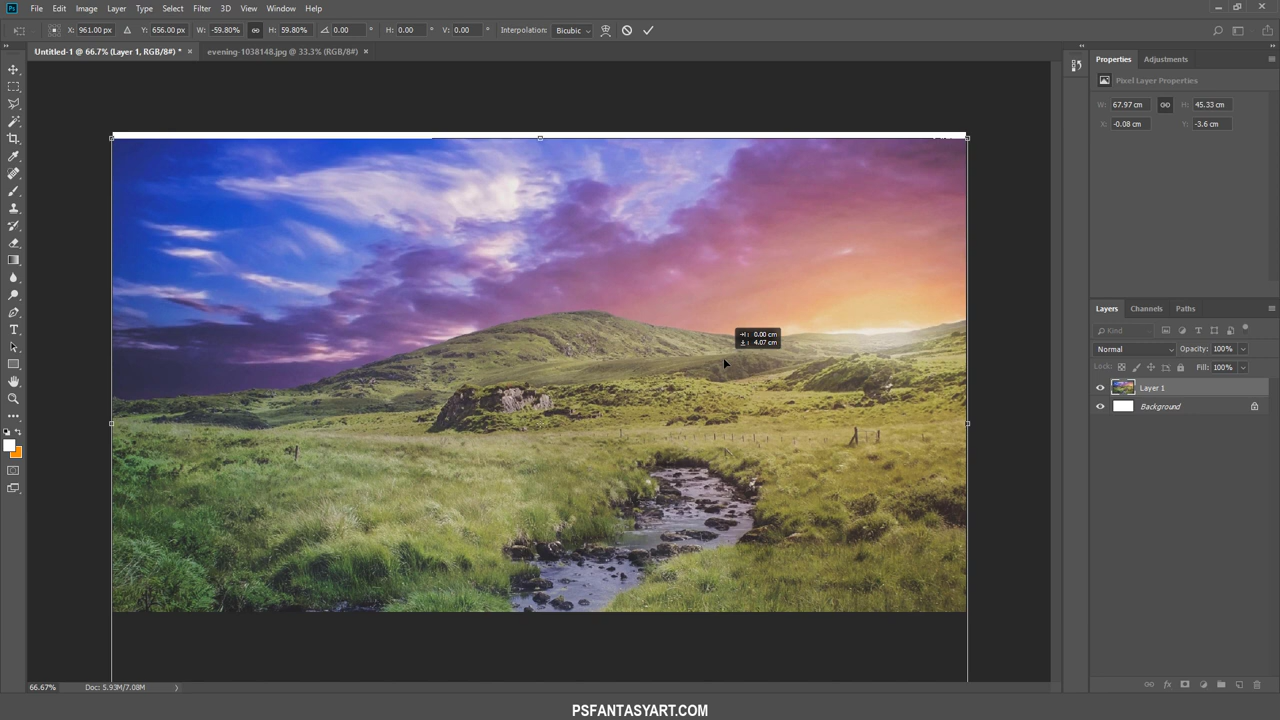 Ps File Edit Image Layer Type Select Filter 3D View Window Help
X: 961.00 px Y: 656.00 px W: -59.80% H: 59.80% 0.00 ° H: 0.00 ° V: 0.00 ° Interpolation: Bicubic
Untitled-1 @ 66.7% (Layer 1, RGB/8#) * × evening-1038148.jpg @ 33.3% (RGB/8#) ×
Properties Adjustments
Pixel Layer Properties
W: 67.97 cm H: 45.33 cm
X: -0.08 cm Y: -3.6 cm
Layers Channels Paths
Kind
Normal Opacity: 100%
Lock: Fill: 100%
Layer 1
Background
: 0.00 cm
: 4.07 cm
66.67% Doc: 5.93M/7.08M
PSFANTASYART.COM